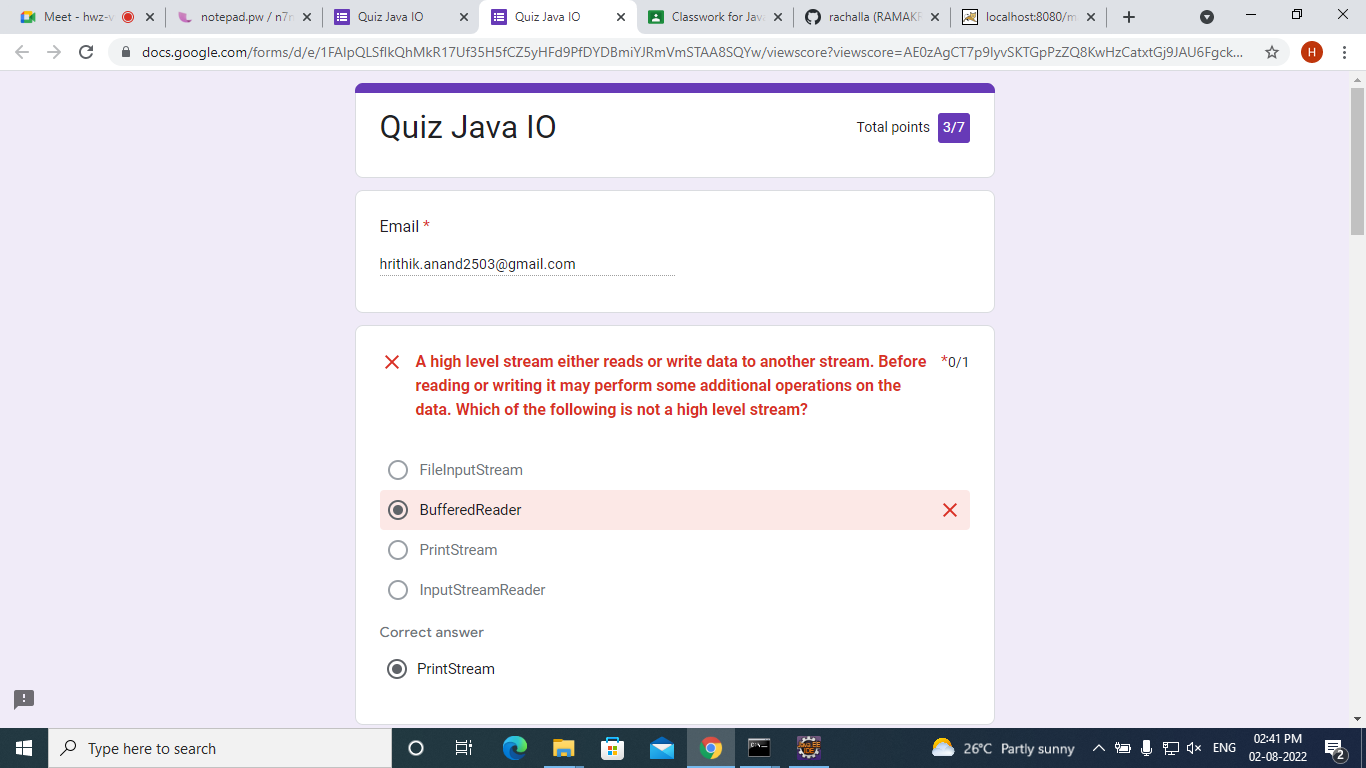 Meet - hwz-v
notepad.pw / n7r
Quiz Java IO
Quiz Java IO
Classwork for Java
rachalla (RAMAKR
localhost:8080/m
docs.google.com/forms/d/e/1FAIpQLSflkQhMkR17Uf35H5fCZ5yHFd9PfDYDBmiYJRmVmSTAA8SQYw/viewscore?viewscore=AE0zAgCT7p9IyvSKTGpPzZQ8KwHzCatxtGj9JAU6Fgck...
H
Quiz Java IO
Total points 3/7
Email *
hrithik.anand2503@gmail.com
A high level stream either reads or write data to another stream. Before *0/1
reading or writing it may perform some additional operations on the
data. Which of the following is not a high level stream?
FileInputStream
BufferedReader
PrintStream
InputStreamReader
Correct answer
PrintStream
Type here to search
26°C Partly sunny
ENG
02:41 PM
02-08-2022
2